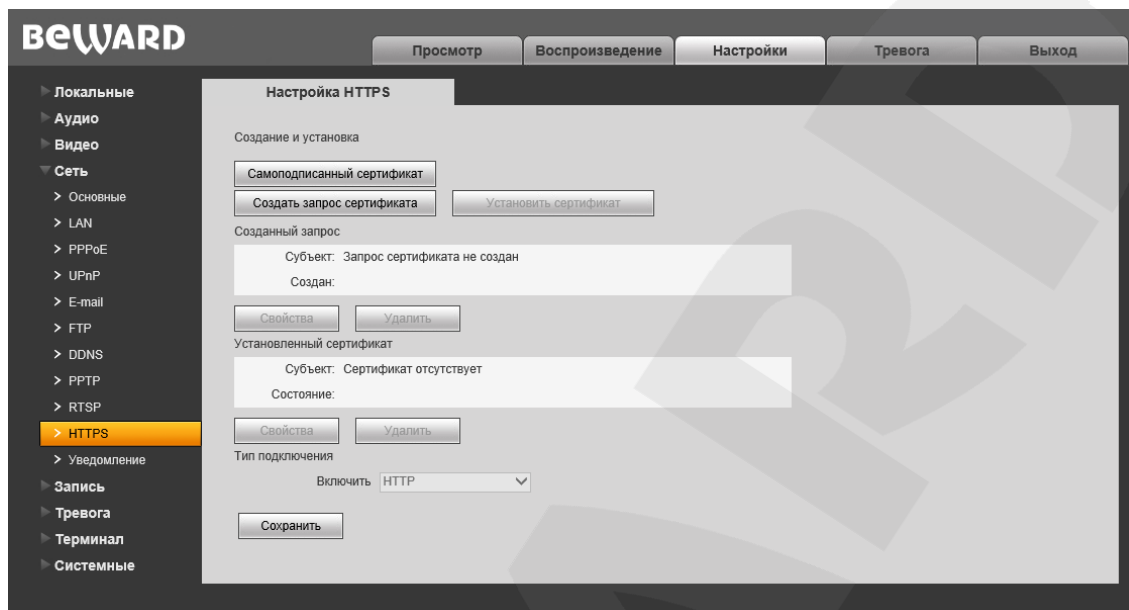 BEWARD
Просмотр Воспроизведение Настройки Тревога Выход
Локальные
Аудио
Видео
Сеть
> Основные
> LAN
> PPPoE
> UPnP
> E-mail
> FTP
> DDNS
> PPTP
> RTSP
> HTTPS
> Уведомление
Запись
Тревога
Терминал
Системные
Настройка HTTPS
Создание и установка
Самоподписанный сертификат
Создать запрос сертификата Установить сертификат
Созданный запрос
Субъект: Запрос сертификата не создан
Создан:
Свойства Удалить
Установленный сертификат
Субъект: Сертификат отсутствует
Состояние:
Свойства Удалить
Тип подключения
Включить HTTP
Сохранить